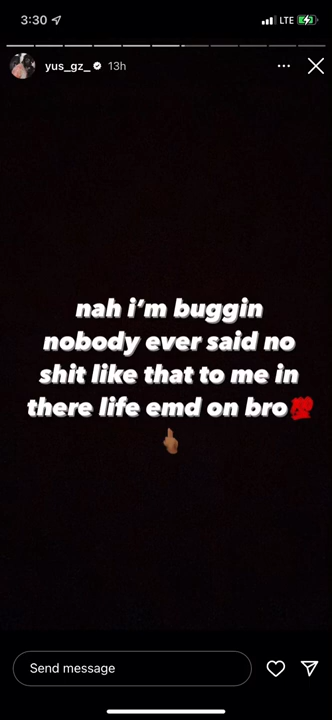 3:30 LTE
yus_gz_ 13h
nah i'm buggin
nobody ever said no
shit like that to me in
there life emd on bro💯
🖕🏾
Send message